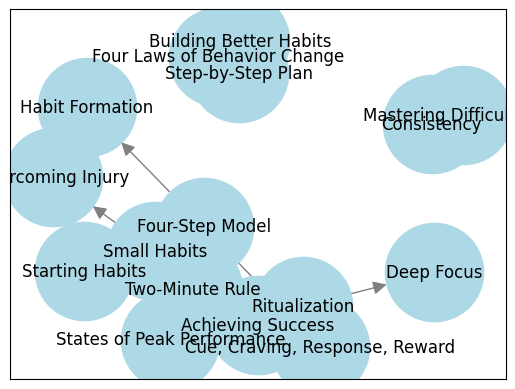 Building Better Habits
Four Laws of Behavior Change
Step-by-Step Plan
Habit Formation
Mastering Difficul
Consistency
rcoming Injury
Four-Step Model
Small Habits
Starting Habits
Deep Focus
Two-Minute Rule
Ritualization
Achieving Success
States of Peak Performance
Cue, Craving, Response, Reward